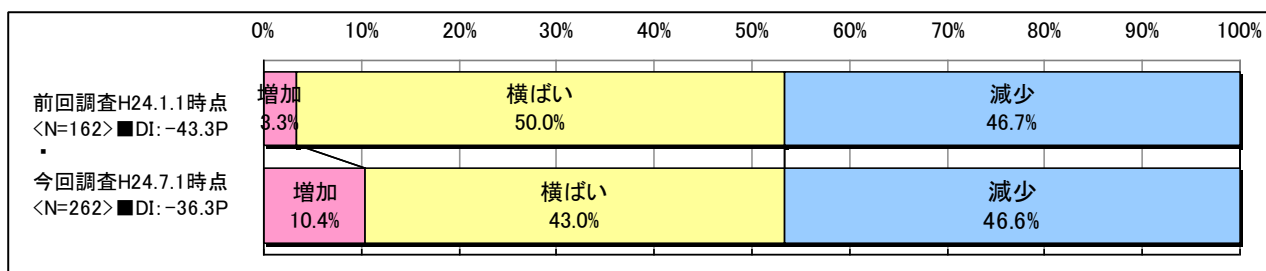 0% 10% 20% 30% 40% 50% 60% 70% 80% 90% 100%
前回調査H24.1.1時点
<N=162>■DI:-43.3P
増加 横ばい 減少
3.3% 50.0% 46.7%
今回調査H24.7.1時点
<N=262>■DI:-36.3P
増加 横ばい 減少
10.4% 43.0% 46.6%